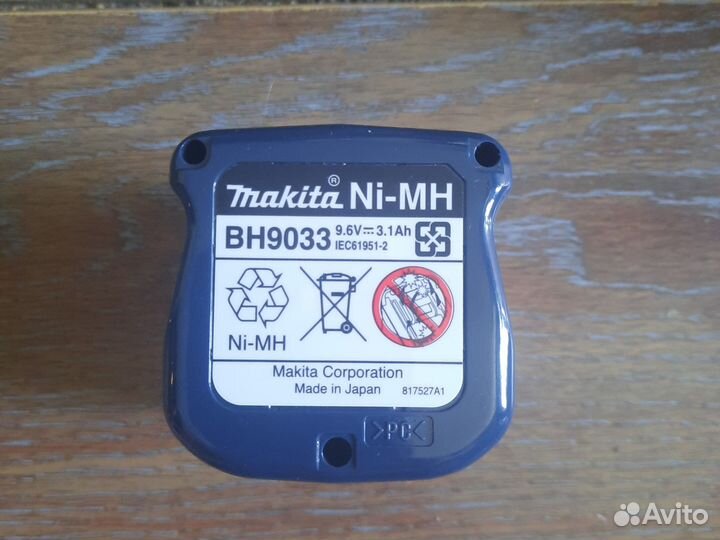 makita® Ni-MH
BH9033 9.6V⎓3.1Ah
IEC61951-2
Ni-MH
Makita Corporation
Made in Japan 817527A1
>PC<
Avito